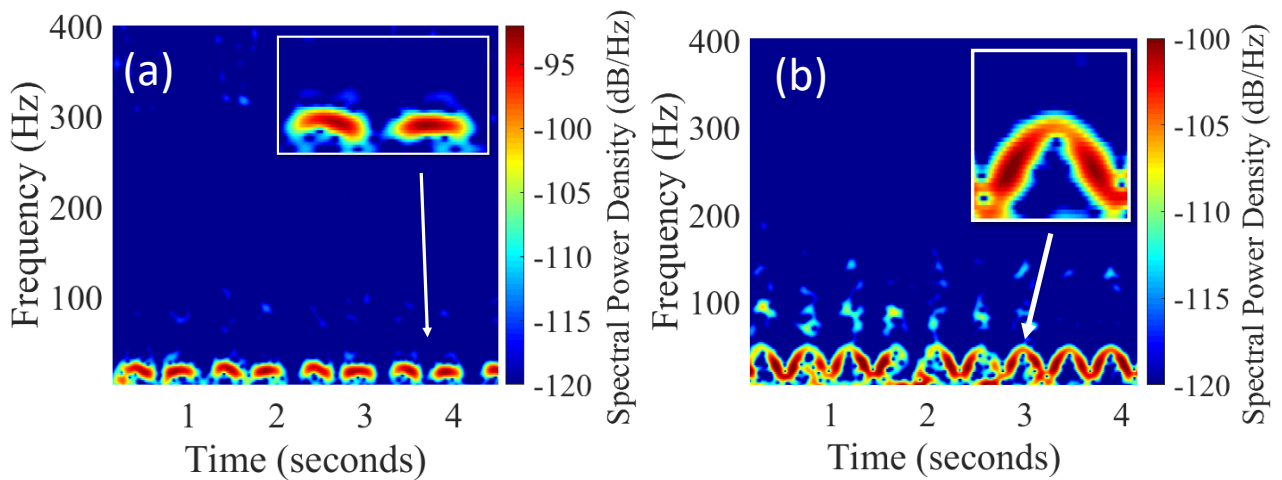 (a)
400
300
200
100
Frequency (Hz)
1 2 3 4
Time (seconds)
-95
-100
-105
-110
-115
-120
Spectral Power Density (dB/Hz)
(b)
400
300
200
100
Frequency (Hz)
1 2 3 4
Time (seconds)
-100
-105
-110
-115
-120
Spectral Power Density (dB/Hz)